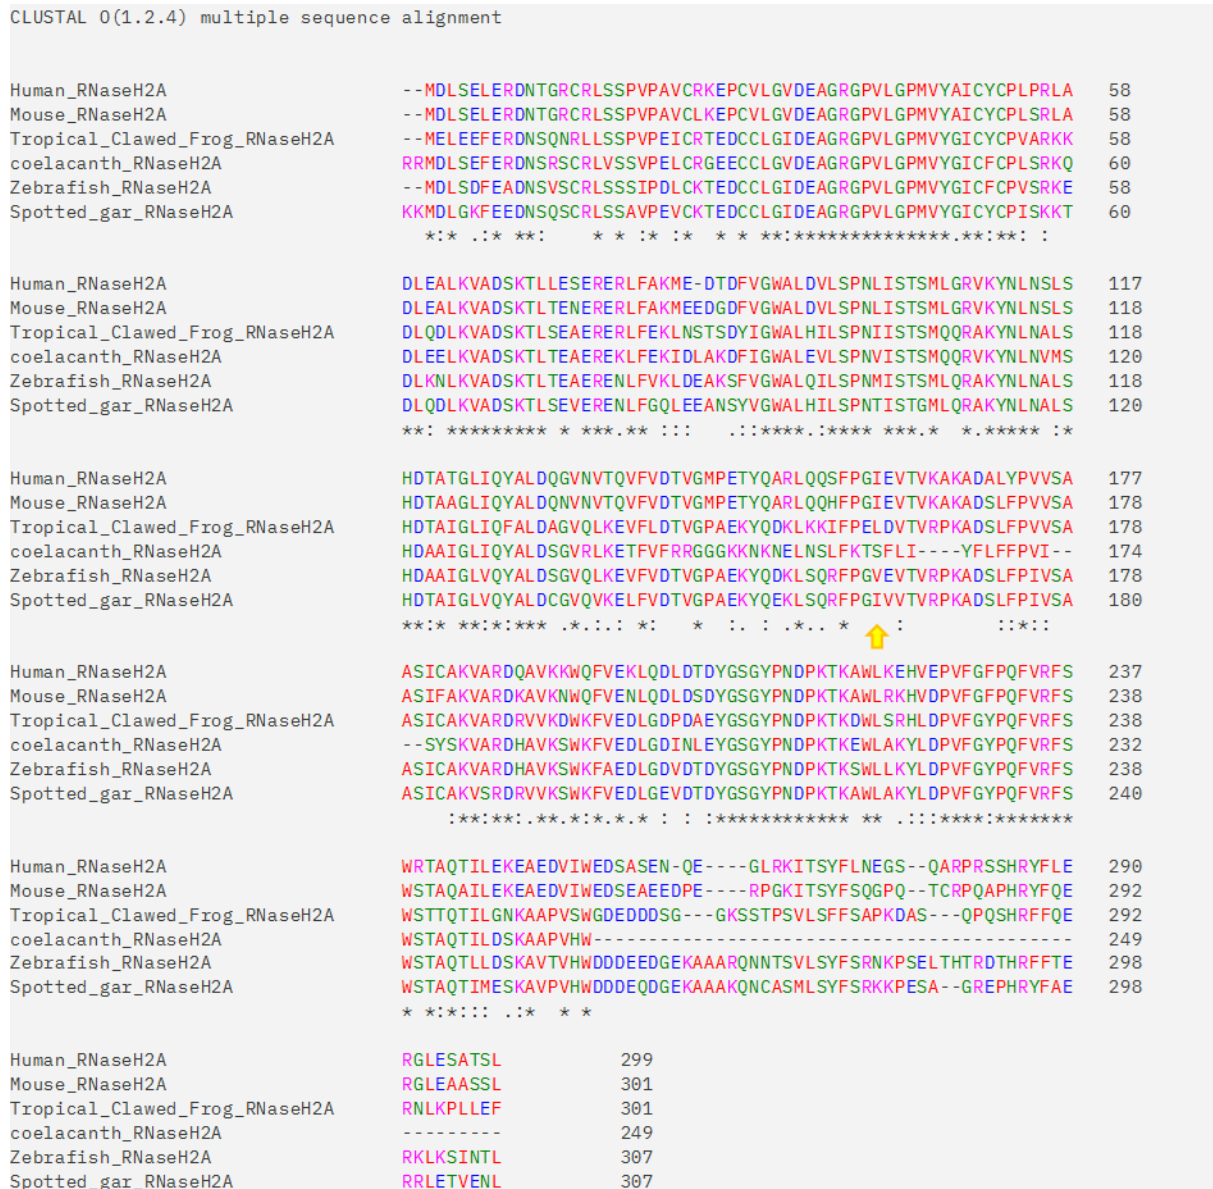 CLUSTAL O(1.2.4) multiple sequence alignment
Human_RNaseH2A --MDLSELERDNTGRCRLSSPVPAVCRKEPCVLGVDEAGRGPVLGPMVYAICYCPLPRLA 58
Mouse_RNaseH2A --MDLSELERDNTGRCRLSSPVPAVCLKEPCVLGVDEAGRGPVLGPMVYAICYCPLSRLA 58
Tropical_Clawed_Frog_RNaseH2A --MELEEFERDNSQNRLLSSPVPEICRTEDCCLGIDEAGRGPVLGPMVYGICYCPVARKK 58
coelacanth_RNaseH2A RRMDLSEFERDNSRSCRLVSSVPELCRGEECCLGVDEAGRGPVLGPMVYGICFCPLSRKQ 60
Zebrafish_RNaseH2A --MDLSDFEADNSVSCRLSSSIPDLCKTEDCCLGIDEAGRGPVLGPMVYGICFCPVSRKE 58
Spotted_gar_RNaseH2A KKMDLGKFEEDNSQSCRLSSAVPEVCKTEDCCLGIDEAGRGPVLGPMVYGICYCPISKKT 60
*:* .:* **:    * * :* :*  * * **:***************.**:**: :
Human_RNaseH2A DLEALKVADSKTLLESERERLFAKME-DTDFVGWALDVLSPNLISTSMLGRVKYNLNSLS 117
Mouse_RNaseH2A DLEALKVADSKTLTENERERLFAKMEEDGDFVGWALDVLSPNLISTSMLGRVKYNLNSLS 118
Tropical_Clawed_Frog_RNaseH2A DLQDLKVADSKTLSEAERERLFEKLNSTSDYIGWALHILSPNIISTSMQQRAKYNLNALS 118
coelacanth_RNaseH2A DLEELKVADSKTLTEAEREKLFEKIDLAKDFIGWALEVLSPNVISTSMQQRVKYNLNVMS 120
Zebrafish_RNaseH2A DLKNLKVADSKTLTEAERENLFVKLDEAKSFVGWALQILSPNMISTSMLQRAKYNLNALS 118
Spotted_gar_RNaseH2A DLQDLKVADSKTLSEVERENLFGQLEEANSYVGWALHILSPNTISTGMLQRAKYNLNALS 120
**: ********* * ***.** :::   .::****.:**** ***.*  *.***** :*
Human_RNaseH2A HDTATGLIQYALDQGVNVTQVFVDTVGMPETYQARLQQSFPGIEVTVKAKADALYPVVSA 177
Mouse_RNaseH2A HDTAAGLIQYALDQNVNVTQVFVDTVGMPETYQARLQQHFPGIEVTVKAKADSLFPVVSA 178
Tropical_Clawed_Frog_RNaseH2A HDTAIGLIQFALDAGVQLKEVFLDTVGPAEKYQDKLKKIFPELDVTVRPKADSLFPVVSA 178
coelacanth_RNaseH2A HDAAIGLIQYALDSGVRLKETFVFRRGGGKKNKNELNSLFKTSFLI----YFLFFPVI-- 174
Zebrafish_RNaseH2A HDAAIGLVQYALDSGVQLKEVFVDTVGPAEKYQDKLSQRFPGVEVTVRPKADSLFPIVSA 178
Spotted_gar_RNaseH2A HDTAIGLVQYALDCGVQVKELFVDTVGPAEKYQEKLSQRFPGIVVTVRPKADSLFPIVSA 180
**:* **:*:*** .*.:.: *:   *  :. : .*.. *    :        ::*::
Human_RNaseH2A ASICAKVARDQAVKKWQFVEKLQDLDTDYGSGYPNDPKTKAWLKEHVEPVFGFPQFVRFS 237
Mouse_RNaseH2A ASIFAKVARDKAVKNWQFVENLQDLDSDYGSGYPNDPKTKAWLRKHVDPVFGFPQFVRFS 238
Tropical_Clawed_Frog_RNaseH2A ASICAKVARDRVVKDWKFVEDLGDPDAEYGSGYPNDPKTKDWLSRHLDPVFGYPQFVRFS 238
coelacanth_RNaseH2A --SYSKVARDHAVKSWKFVEDLGDINLEYGSGYPNDPKTKEWLAKYLDPVFGYPQFVRFS 232
Zebrafish_RNaseH2A ASICAKVARDHAVKSWKFAEDLGDVDTDYGSGYPNDPKTKSWLLKYLDPVFGYPQFVRFS 238
Spotted_gar_RNaseH2A ASICAKVSRDRVVKSWKFVEDLGEVDTDYGSGYPNDPKTKAWLAKYLDPVFGYPQFVRFS 240
:**:**:.**.*:*.*.* : : :************ ** .:::****:*******
Human_RNaseH2A WRTAQTILEKEAEDVIWEDSASEN-QE----GLRKITSYFLNEGS--QARPRSSHRYFLE 290
Mouse_RNaseH2A WSTAQAILEKEAEDVIWEDSEAEEDPE----RPGKITSYFSQGPQ--TCRPQAPHRYFQE 292
Tropical_Clawed_Frog_RNaseH2A WSTTQTILGNKAAPVSWGDEDDDSG---GKSSTPSVLSFFSAPKDAS---QPQSHRFFQE 292
coelacanth_RNaseH2A WSTAQTILDSKAAPVHW------------------------------------------- 249
Zebrafish_RNaseH2A WSTAQTLLDSKAVTVHWDDDEEDGEKAAARQNNTSVLSYFSRNKPSELTHTRDTHRFFTE 298
Spotted_gar_RNaseH2A WSTAQTIMESKAVPVHWDDDEQDGEKAAAKQNCASMLSYFSRKKPESA--GREPHRYFAE 298
* *:*::: .:*  * *
Human_RNaseH2A RGLESATSL 299
Mouse_RNaseH2A RGLEAASSL 301
Tropical_Clawed_Frog_RNaseH2A RNLKPLLEF 301
coelacanth_RNaseH2A --------- 249
Zebrafish_RNaseH2A RKLKSINTL 307
Spotted_gar_RNaseH2A RRLETVENL 307